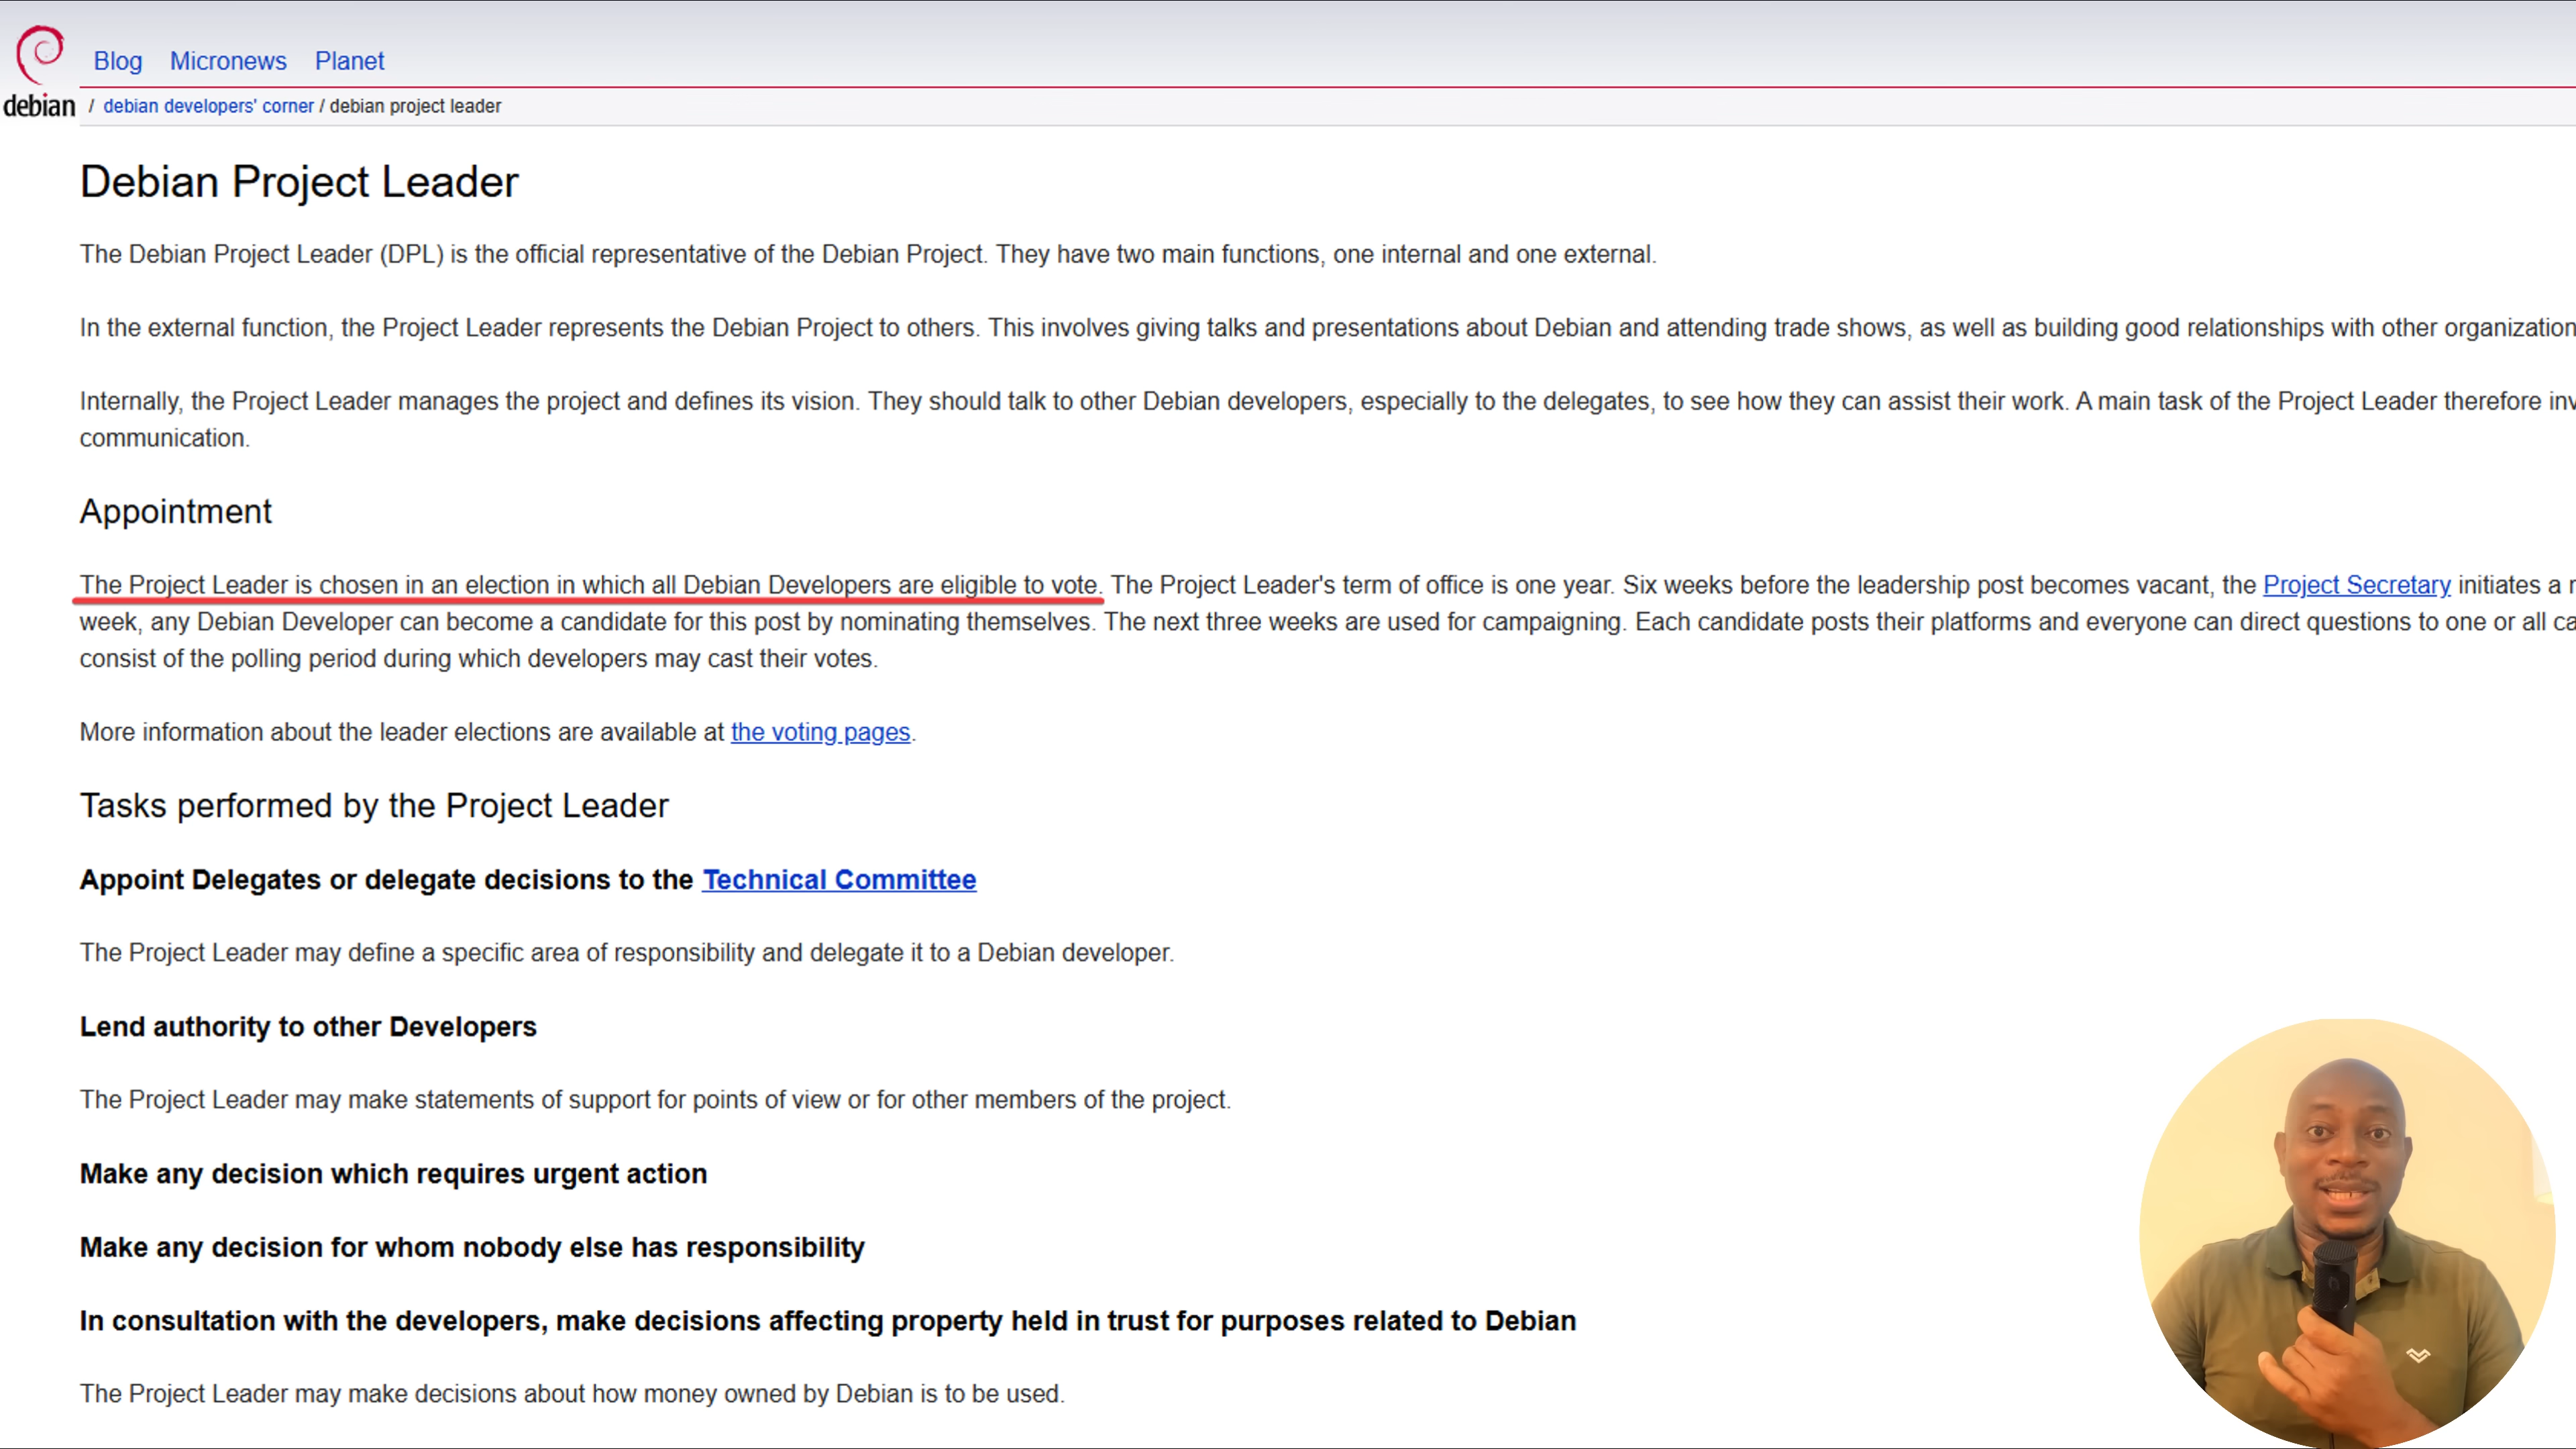 Blog Micronews Planet
debian / debian developers' corner / debian project leader
Debian Project Leader
The Debian Project Leader (DPL) is the official representative of the Debian Project. They have two main functions, one internal and one external.
In the external function, the Project Leader represents the Debian Project to others. This involves giving talks and presentations about Debian and attending trade shows, as well as building good relationships with other organization
Internally, the Project Leader manages the project and defines its vision. They should talk to other Debian developers, especially to the delegates, to see how they can assist their work. A main task of the Project Leader therefore inv
communication.
Appointment
The Project Leader is chosen in an election in which all Debian Developers are eligible to vote. The Project Leader's term of office is one year. Six weeks before the leadership post becomes vacant, the Project Secretary initiates a
week, any Debian Developer can become a candidate for this post by nominating themselves. The next three weeks are used for campaigning. Each candidate posts their platforms and everyone can direct questions to one or all ca
consist of the polling period during which developers may cast their votes.
More information about the leader elections are available at the voting pages.
Tasks performed by the Project Leader
Appoint Delegates or delegate decisions to the Technical Committee
The Project Leader may define a specific area of responsibility and delegate it to a Debian developer.
Lend authority to other Developers
The Project Leader may make statements of support for points of view or for other members of the project.
Make any decision which requires urgent action
Make any decision for whom nobody else has responsibility
In consultation with the developers, make decisions affecting property held in trust for purposes related to Debian
The Project Leader may make decisions about how money owned by Debian is to be used.